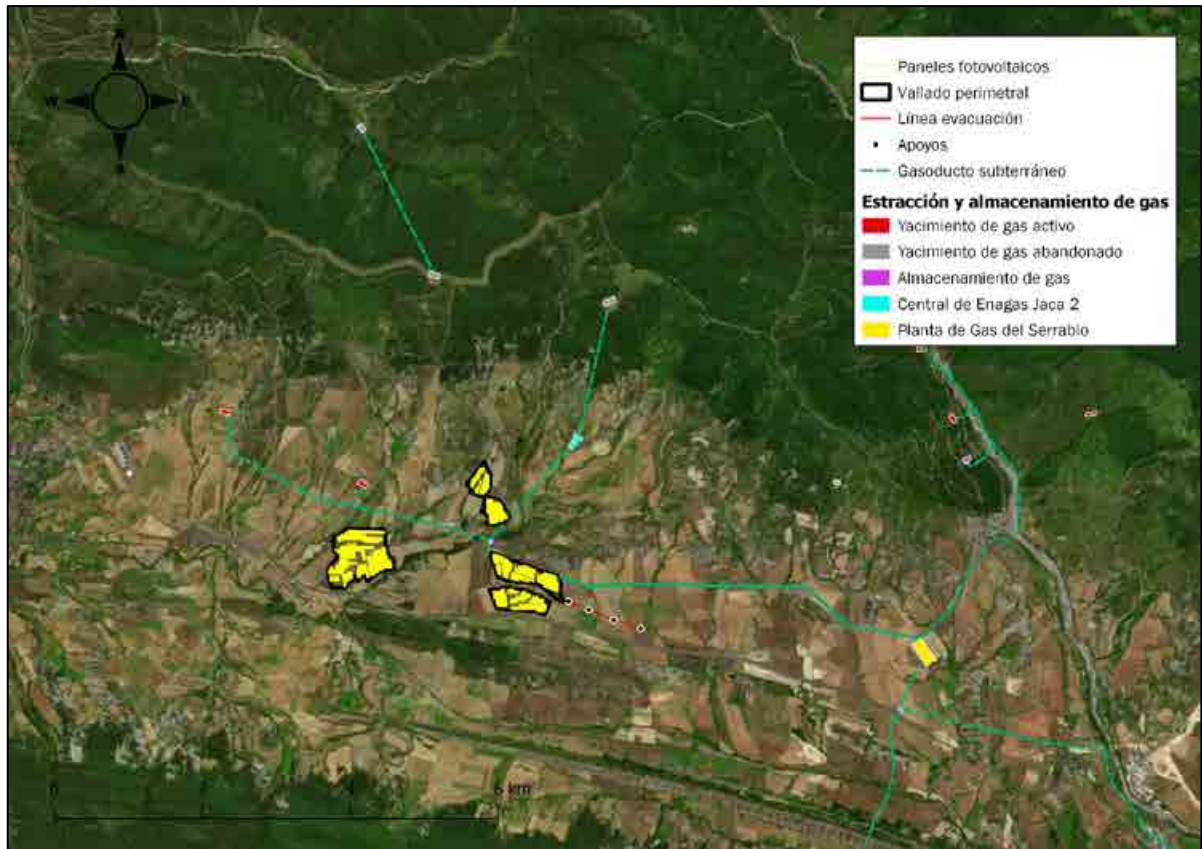 W
E
Paneles fotovoltaicos
Vallado perimetral
Línea evacuación
Apoyos
Gasoducto subterráneo
Estracción y almacenamiento de gas
Yacimiento de gas activo
Yacimiento de gas abandonado
Almacenamiento de gas
Central de Enagas Jaca 2
Planta de Gas del Serrablo
0
6 km